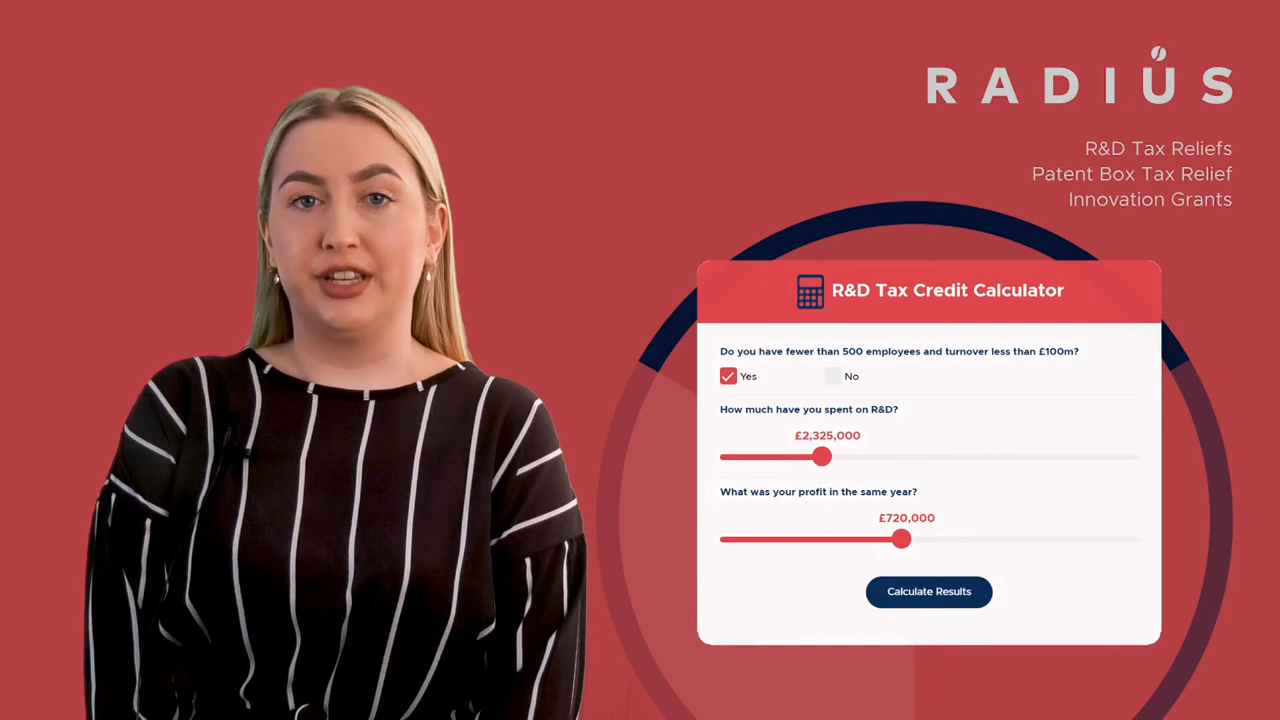 RADIUS
R&D Tax Reliefs
Patent Box Tax Relief
Innovation Grants
R&D Tax Credit Calculator
Do you have fewer than 500 employees and turnover less than £100m?
Yes No
How much have you spent on R&D?
£2,325,000
What was your profit in the same year?
£720,000
Calculate Results